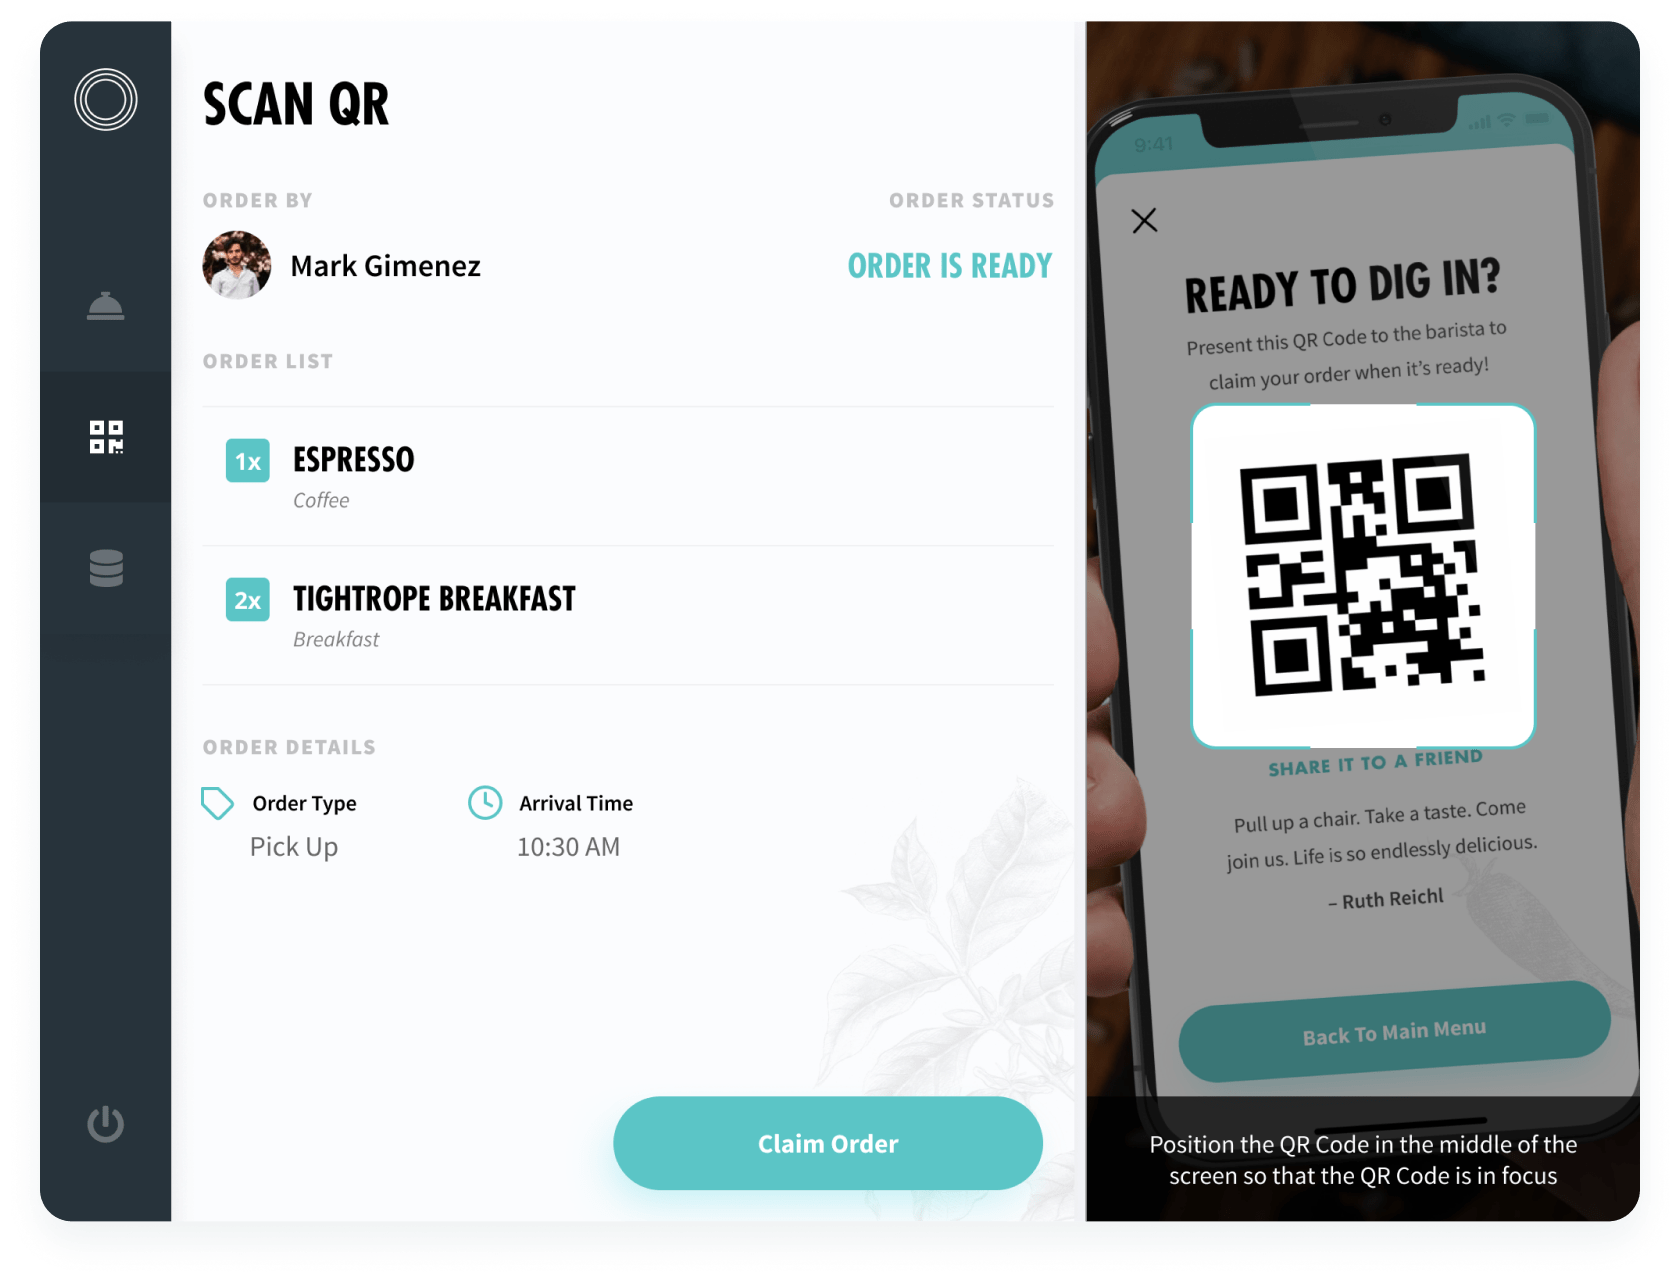 SCAN QR
ORDER BY
ORDER STATUS
Mark Gimenez
ORDER IS READY
ORDER LIST
1x
ESPRESSO
Coffee
2x
TIGHTROPE BREAKFAST
Breakfast
ORDER DETAILS
Order Type
Pick Up
Arrival Time
10:30 AM
Claim Order
9:41
READY TO DIG IN?
Present this QR Code to the barista to
claim your order when it's ready!
SHARE IT TO A FRIEND
Pull up a chair. Take a taste. Come
join us. Life is so endlessly delicious.
– Ruth Reichl
Back To Main Menu
Position the QR Code in the middle of the
screen so that the QR Code is in focus